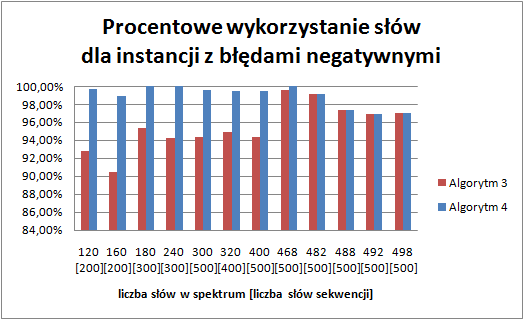 Procentowe wykorzystanie słów
dla instancji z błędami negatywnymi
100,00%
98,00%
96,00%
94,00%
92,00%
90,00%
88,00%
86,00%
84,00%
120 160 180 240 300 320 400 468 482 488 492 498
[200] [200] [300] [300] [500] [400] [500] [500] [500] [500] [500] [500]
Algorytm 3
Algorytm 4
liczba słów w spektrum [liczba słów sekwencji]